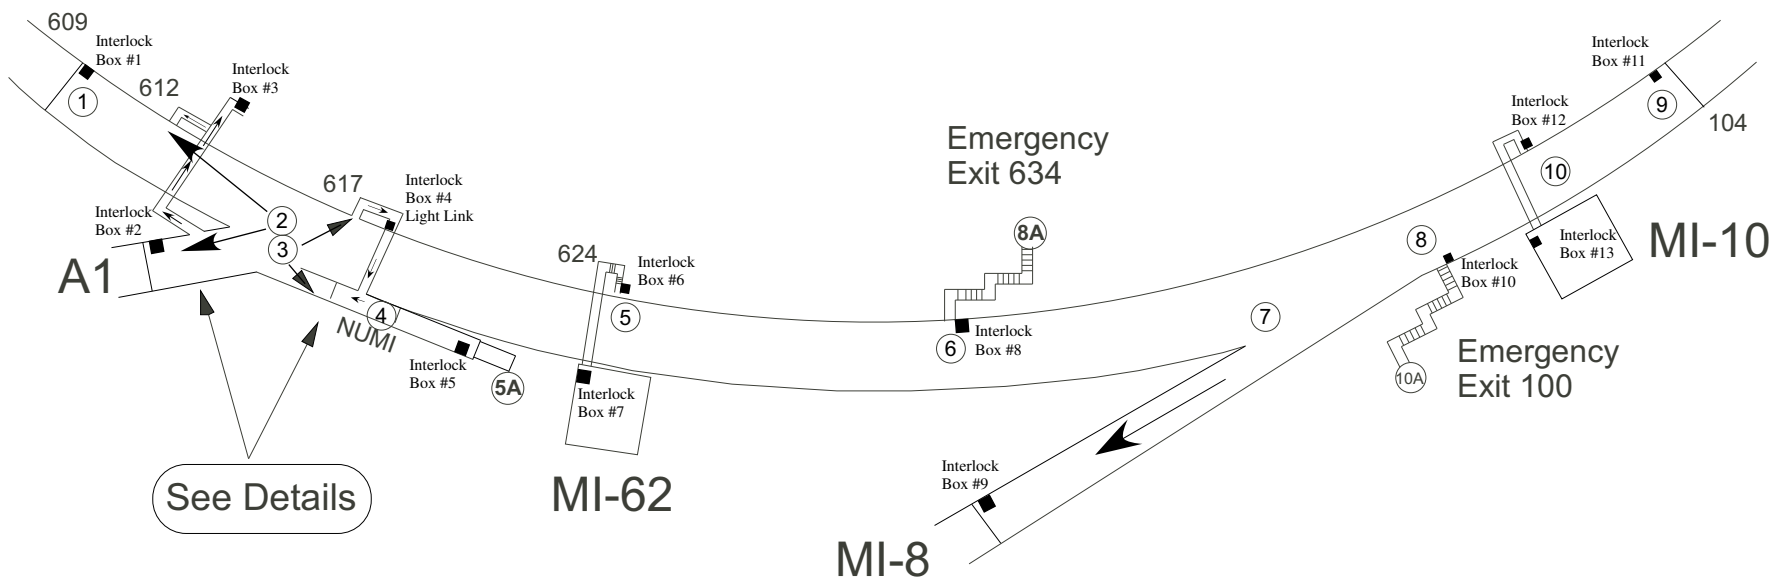 609
Interlock
Box #1
1
612
Interlock
Box #3
Interlock
Box #2
A1
2
3
617
Interlock
Box #4
Light Link
NUMI
4
Interlock
Box #5
5A
See Details
624
Interlock
Box #6
5
Interlock
Box #7
MI-62
Emergency
Exit 634
8A
6
Interlock
Box #8
7
Interlock
Box #9
MI-8
8
Interlock
Box #10
10A
Emergency
Exit 100
Interlock
Box #11
9
104
Interlock
Box #12
10
Interlock
Box #13
MI-10